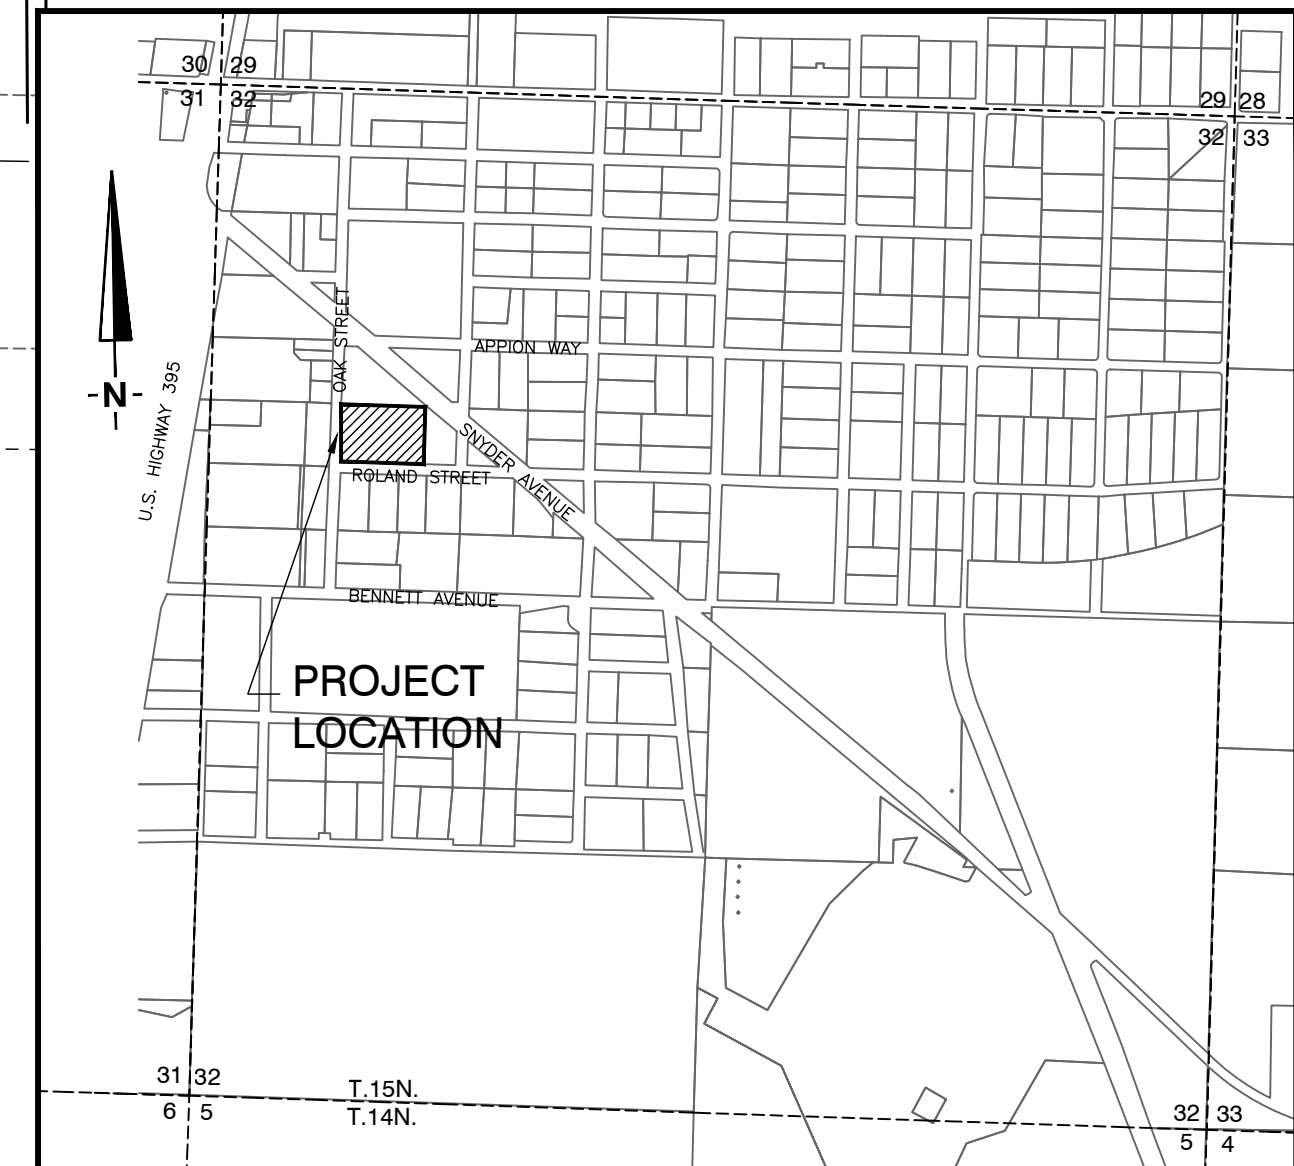 30 29
31 32
29 28
32 33
-N-
U.S. HIGHWAY 395
OAK STREET
APPION WAY
SNYDER AVENUE
ROLAND STREET
BENNETT AVENUE
PROJECT
LOCATION
31 32
6 5
T.15N.
T.14N.
32 33
5 4